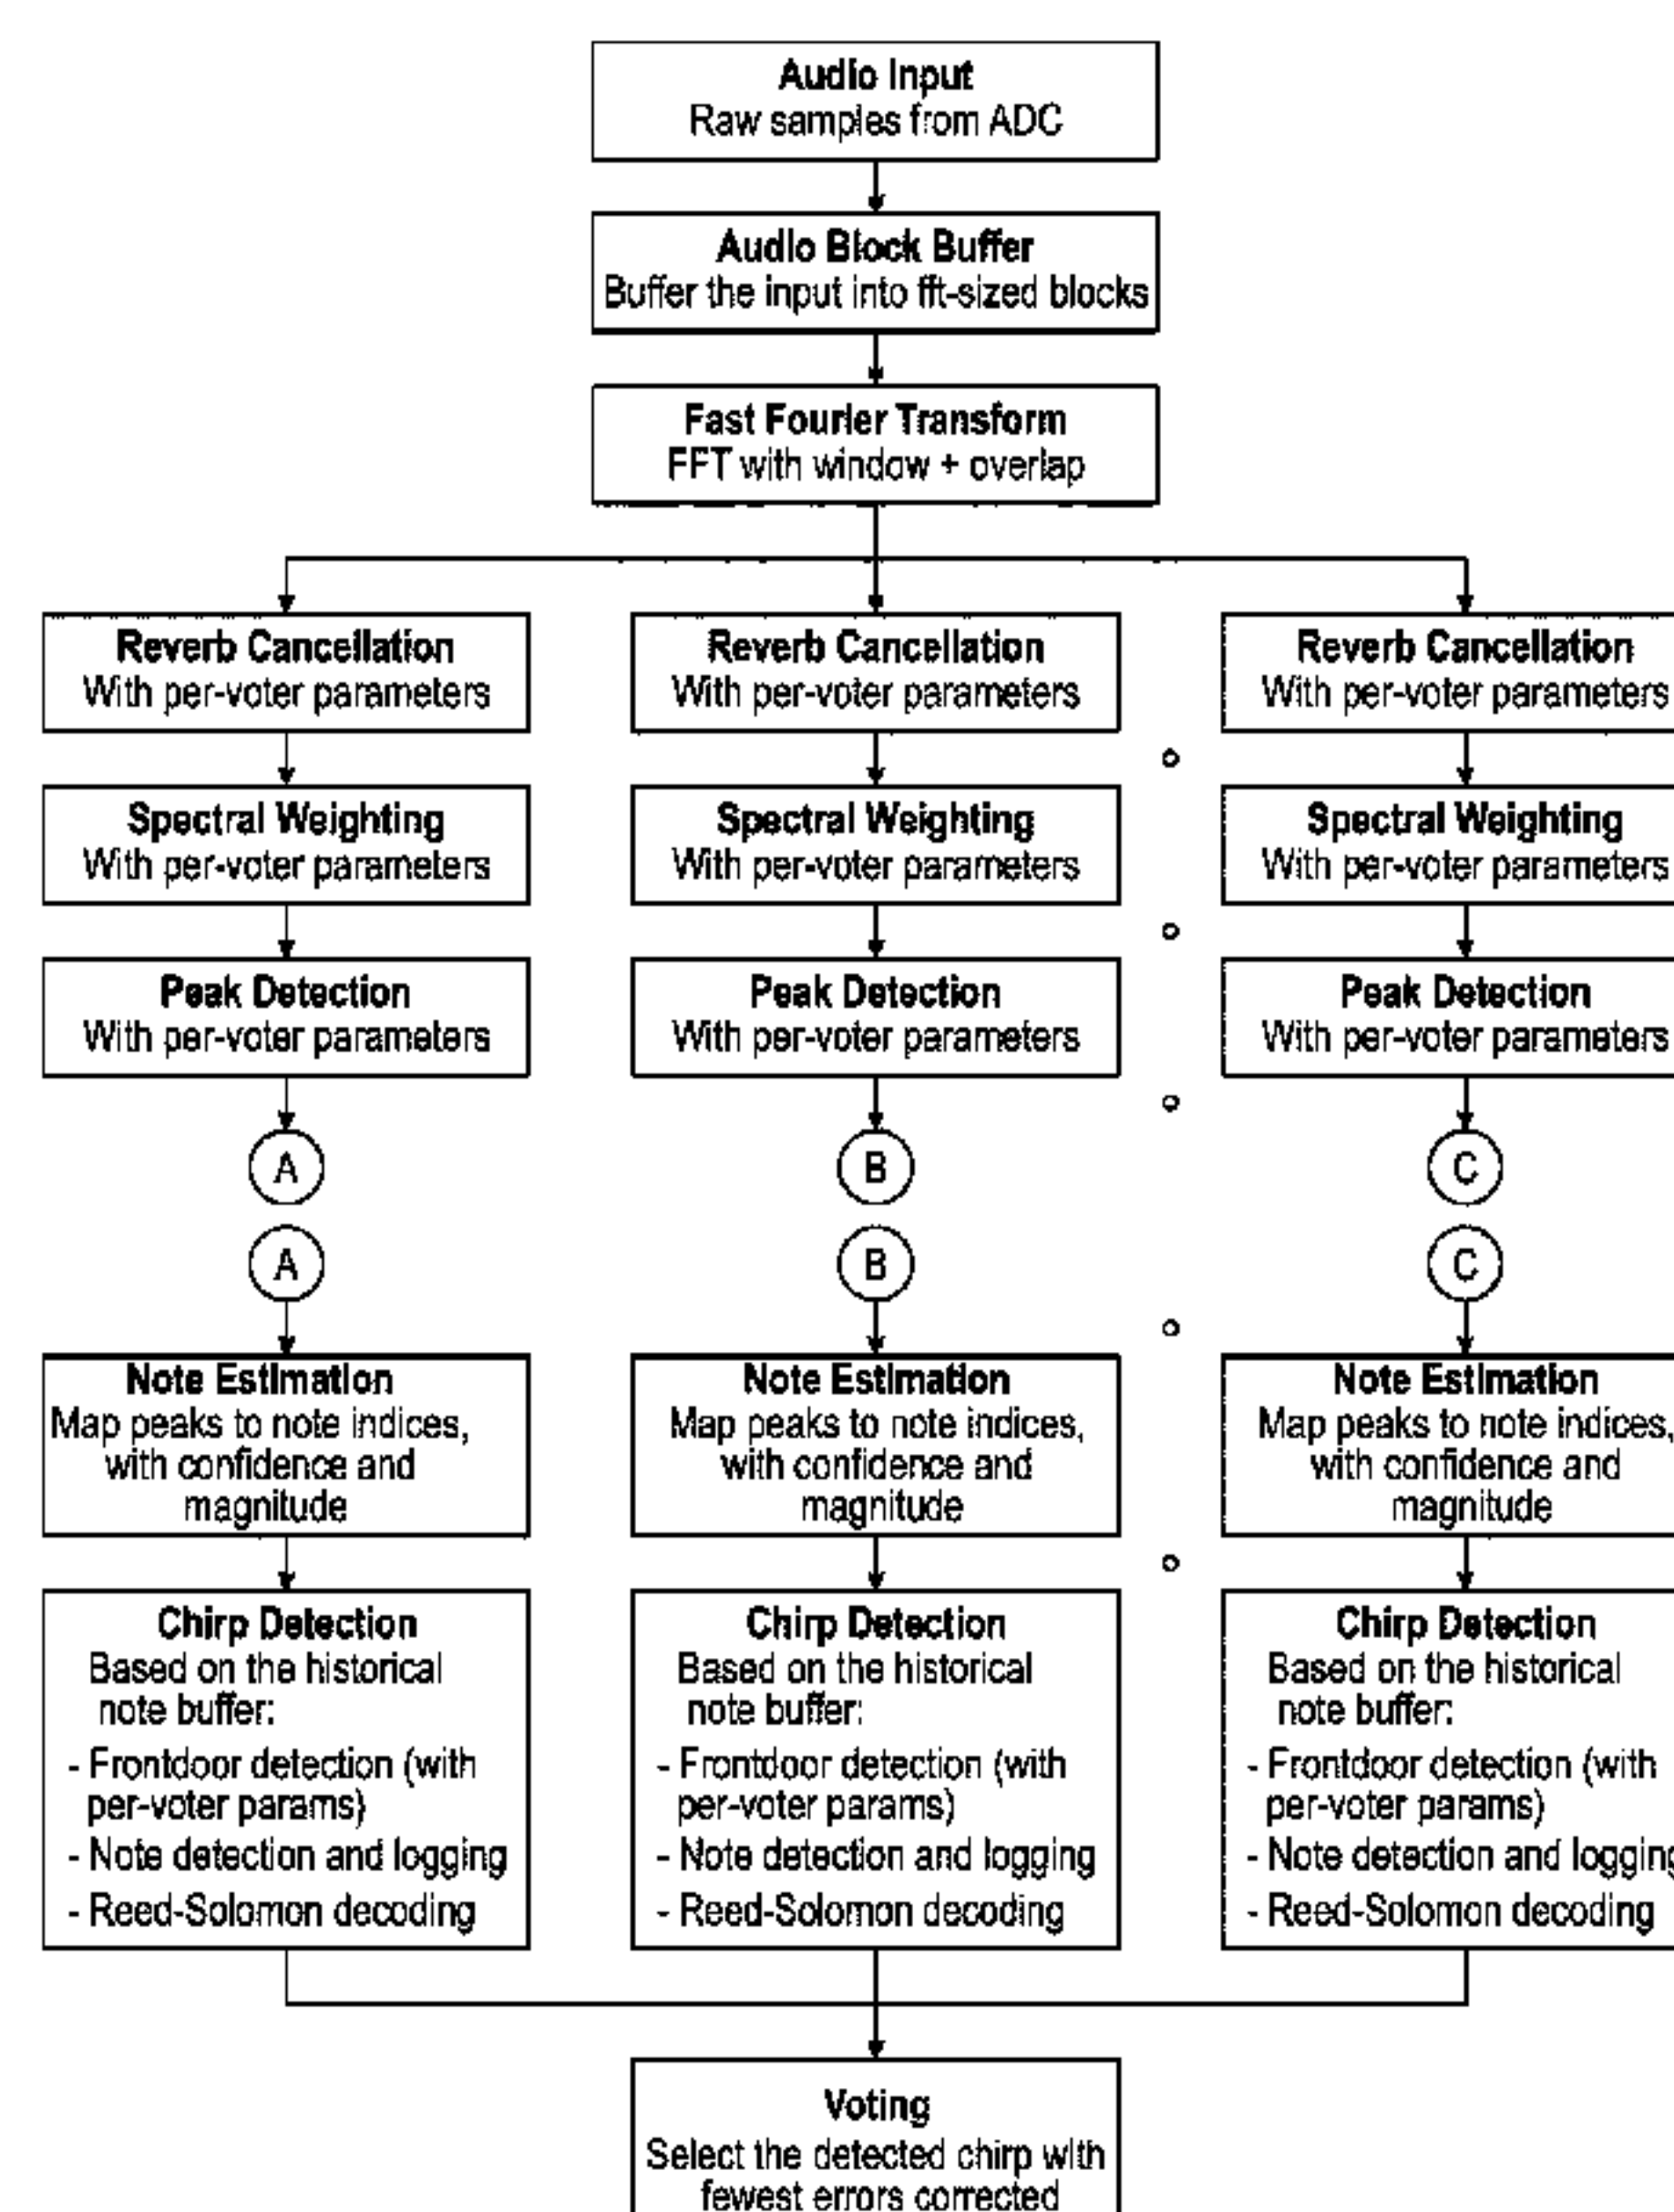 Audio Input
Raw samples from ADC
Audio Block Buffer
Buffer the input into fft-sized blocks
Fast Fourier Transform
FFT with window + overlap
Reverb Cancellation
With per-voter parameters
Reverb Cancellation
With per-voter parameters
Reverb Cancellation
With per-voter parameters
Spectral Weighting
With per-voter parameters
Spectral Weighting
With per-voter parameters
Spectral Weighting
With per-voter parameters
Peak Detection
With per-voter parameters
Peak Detection
With per-voter parameters
Peak Detection
With per-voter parameters
A
B
C
A
B
C
Note Estimation
Map peaks to note indices,
with confidence and
magnitude
Note Estimation
Map peaks to note indices,
with confidence and
magnitude
Note Estimation
Map peaks to note indices,
with confidence and
magnitude
Chirp Detection
Based on the historical
note buffer:
- Frontdoor detection (with
per-voter params)
- Note detection and logging
- Reed-Solomon decoding
Chirp Detection
Based on the historical
note buffer:
- Frontdoor detection (with
per-voter params)
- Note detection and logging
- Reed-Solomon decoding
Chirp Detection
Based on the historical
note buffer:
- Frontdoor detection (with
per-voter params)
- Note detection and logging
- Reed-Solomon decoding
Voting
Select the detected chirp with
fewest errors corrected